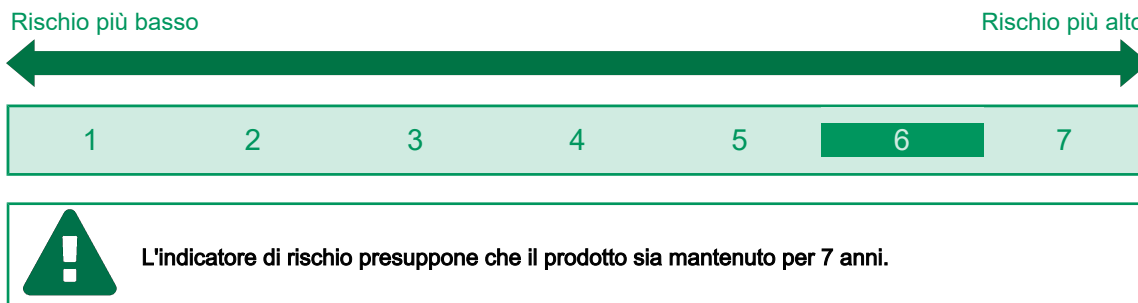 Rischio più basso Rischio più alto
1 2 3 4 5 6 7
L'indicatore di rischio presuppone che il prodotto sia mantenuto per 7 anni.